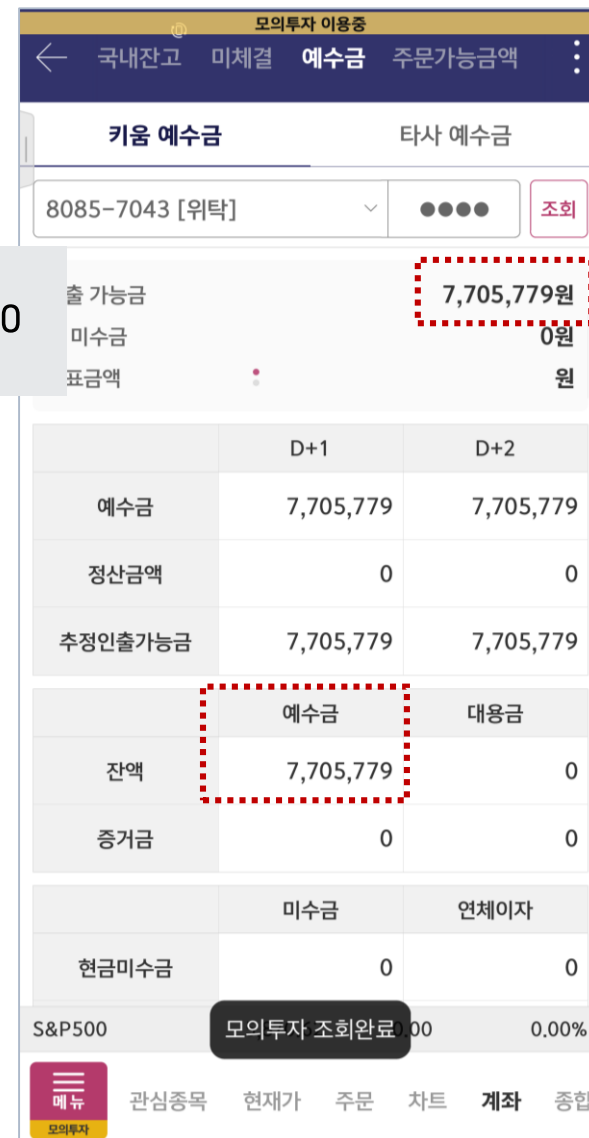 모의투자 이용중
국내잔고 미체결 예수금 주문가능금액
키움 예수금 타사 예수금
8085-7043 [위탁] ●●●● 조회
출 가능금 7,705,779원
0 미수금 0원
표금액 원
D+1 D+2
예수금 7,705,779 7,705,779
정산금액 0 0
추정인출가능금 7,705,779 7,705,779
예수금 대용금
잔액 7,705,779 0
증거금 0 0
미수금 연체이자
현금미수금 0 0
S&P500 모의투자 조회완료 .00 0.00%
메뉴 관심종목 현재가 주문 차트 계좌 종합
모의투자